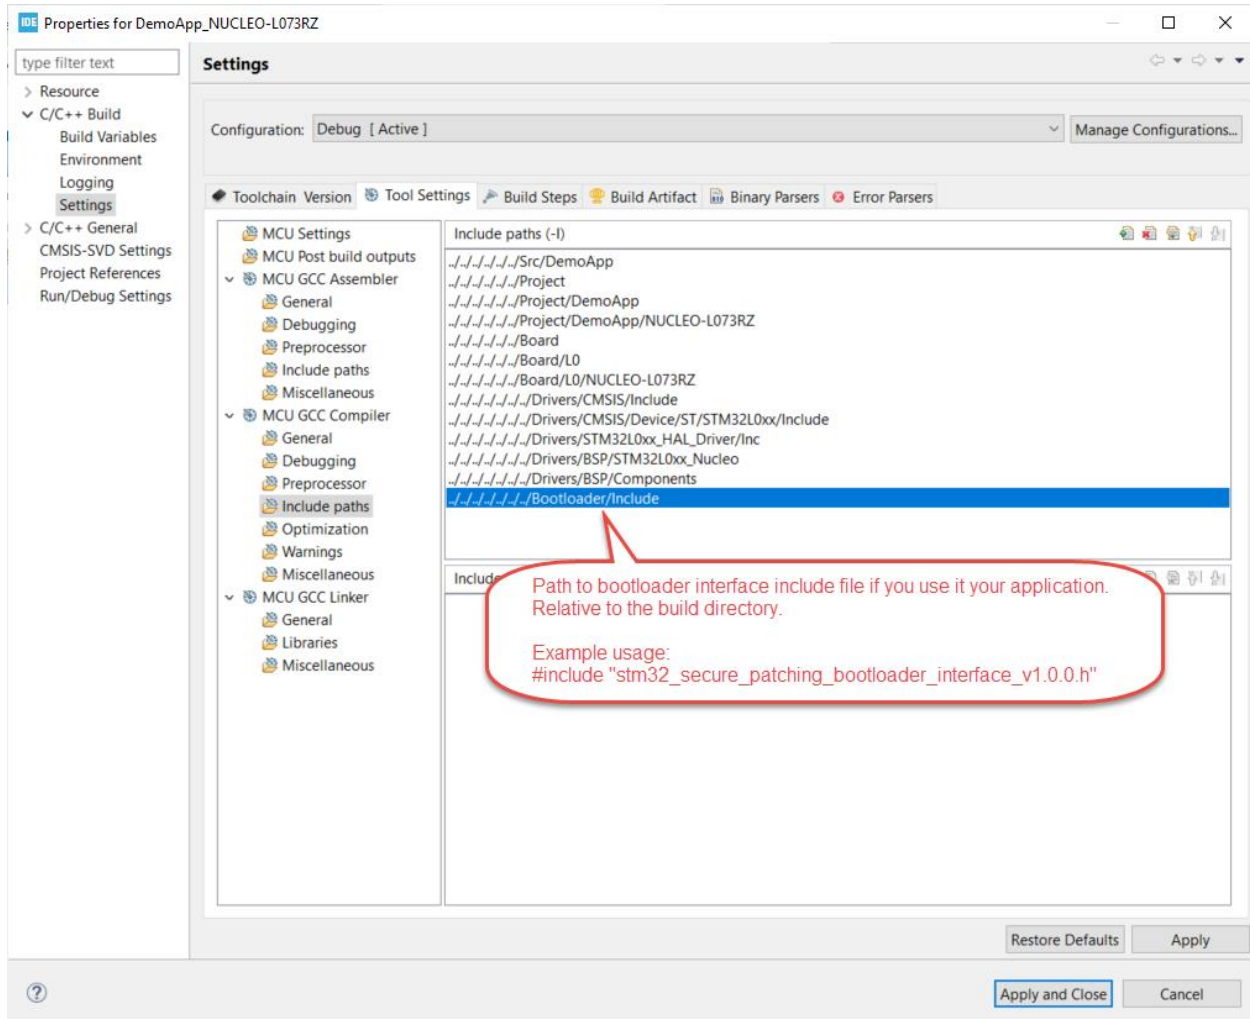 IDE Properties for DemoApp_NUCLEO-L073RZ
type filter text
Settings
Resource
C/C++ Build
Build Variables
Environment
Logging
Settings
C/C++ General
CMSIS-SVD Settings
Project References
Run/Debug Settings
Configuration: Debug [ Active ]
Manage Configurations...
Toolchain Version Tool Settings Build Steps Build Artifact Binary Parsers Error Parsers
MCU Settings
MCU Post build outputs
MCU GCC Assembler
General
Debugging
Preprocessor
Include paths
Miscellaneous
MCU GCC Compiler
General
Debugging
Preprocessor
Include paths
Optimization
Warnings
Miscellaneous
MCU GCC Linker
General
Libraries
Miscellaneous
Include paths (-I)
../../../../../../Src/DemoApp
../../../../../../Project
../../../../../../Project/DemoApp
../../../../../../Project/DemoApp/NUCLEO-L073RZ
../../../../../../Board
../../../../../../Board/L0
../../../../../../Board/L0/NUCLEO-L073RZ
../../../../../../../Drivers/CMSIS/Include
../../../../../../../Drivers/CMSIS/Device/ST/STM32L0xx/Include
../../../../../../../Drivers/STM32L0xx_HAL_Driver/Inc
../../../../../../../Drivers/BSP/STM32L0xx_Nucleo
../../../../../../../Drivers/BSP/Components
../../../../../../../Bootloader/Include
Include
Path to bootloader interface include file if you use it your application.
Relative to the build directory.
Example usage:
#include "stm32_secure_patching_bootloader_interface_v1.0.0.h"
Restore Defaults
Apply
Apply and Close
Cancel